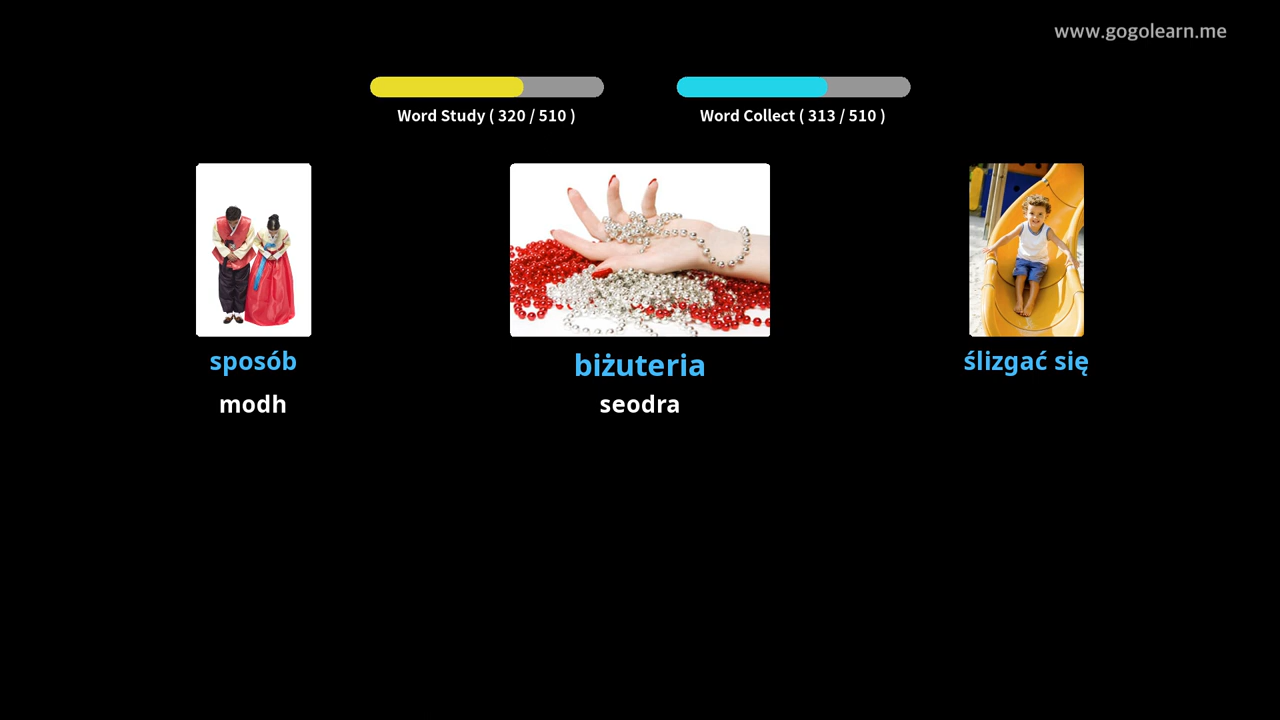 www.gogolearn.me
Word Study ( 320 / 510 )
Word Collect ( 313 / 510 )
sposób
biżuteria
ślizgać się
modh
seodra